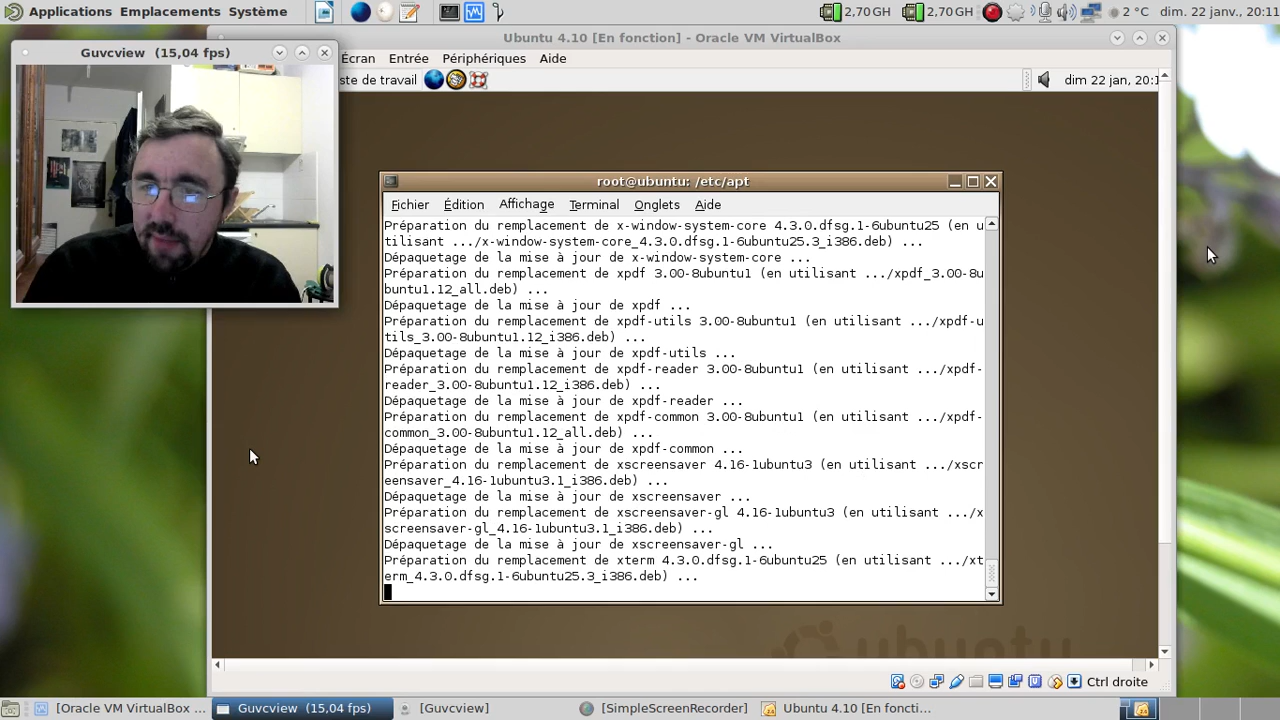 Applications Emplacements Système
2,70 GH 2,70 GH 2 °C dim. 22 janv., 20:11
Guvcview (15,04 fps)
Ubuntu 4.10 [En fonction] - Oracle VM VirtualBox
Écran Entrée Périphériques Aide
ste de travail
dim 22 jan, 20:1
root@ubuntu: /etc/apt
Fichier Édition Affichage Terminal Onglets Aide
Préparation du remplacement de x-window-system-core 4.3.0.dfsg.1-6ubuntu25 (en u
tilisant .../x-window-system-core_4.3.0.dfsg.1-6ubuntu25.3_i386.deb) ...
Dépaquetage de la mise à jour de x-window-system-core ...
Préparation du remplacement de xpdf 3.00-8ubuntu1 (en utilisant .../xpdf_3.00-8u
buntu1.12_all.deb) ...
Dépaquetage de la mise à jour de xpdf ...
Préparation du remplacement de xpdf-utils 3.00-8ubuntu1 (en utilisant .../xpdf-u
tils_3.00-8ubuntu1.12_i386.deb) ...
Dépaquetage de la mise à jour de xpdf-utils ...
Préparation du remplacement de xpdf-reader 3.00-8ubuntu1 (en utilisant .../xpdf-
reader_3.00-8ubuntu1.12_i386.deb) ...
Dépaquetage de la mise à jour de xpdf-reader ...
Préparation du remplacement de xpdf-common 3.00-8ubuntu1 (en utilisant .../xpdf-
common_3.00-8ubuntu1.12_all.deb) ...
Dépaquetage de la mise à jour de xpdf-common ...
Préparation du remplacement de xscreensaver 4.16-1ubuntu3 (en utilisant .../xscr
eensaver_4.16-1ubuntu3.1_i386.deb) ...
Dépaquetage de la mise à jour de xscreensaver ...
Préparation du remplacement de xscreensaver-gl 4.16-1ubuntu3 (en utilisant .../x
screensaver-gl_4.16-1ubuntu3.1_i386.deb) ...
Dépaquetage de la mise à jour de xscreensaver-gl ...
Préparation du remplacement de xterm 4.3.0.dfsg.1-6ubuntu25 (en utilisant .../xt
erm_4.3.0.dfsg.1-6ubuntu25.3_i386.deb) ...
ubuntu
Ctrl droite
[Oracle VM VirtualBox ... Guvcview (15,04 fps) [Guvcview] [SimpleScreenRecorder] Ubuntu 4.10 [En foncti...